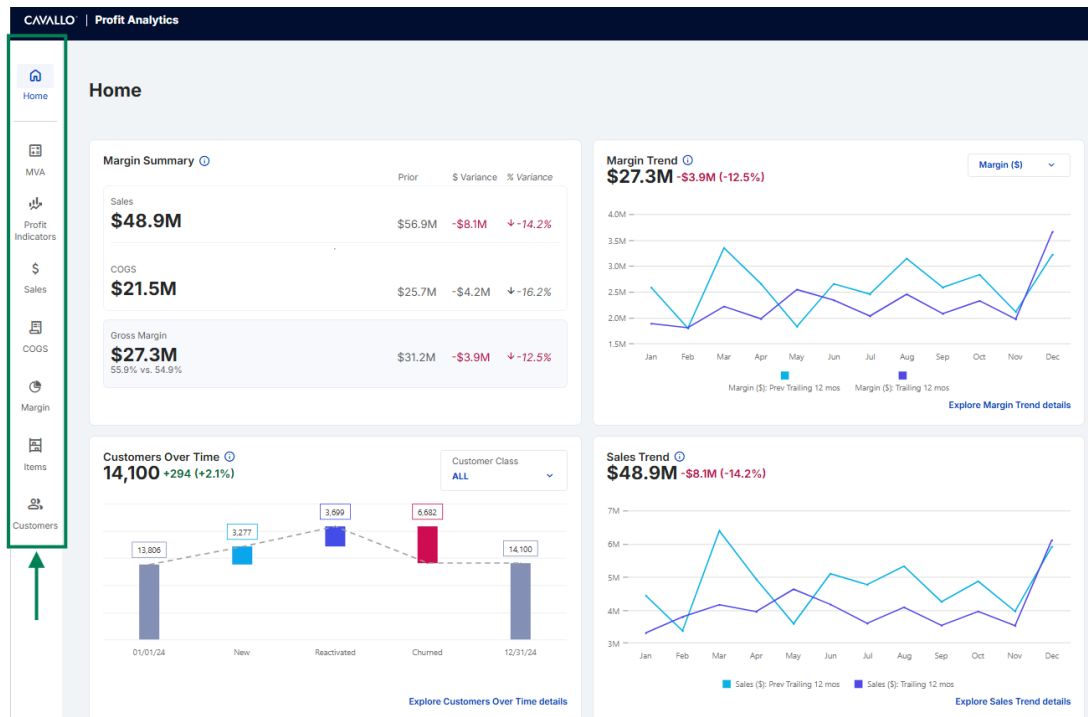 CAVALLO | Profit Analytics
Home
MVA
Profit
Indicators
Sales
COGS
Margin
Items
Customers
Home
Margin Summary
Prior $ Variance % Variance
Sales
$48.9M $56.9M -$8.1M -14.2%
COGS
$21.5M $25.7M -$4.2M -16.2%
Gross Margin
$27.3M $31.2M -$3.9M -12.5%
55.9% vs. 54.9%
Margin Trend
$27.3M -$3.9M (-12.5%)
Margin ($)
4.0M
3.5M
3.0M
2.5M
2.0M
1.5M
Jan Feb Mar Apr May Jun Jul Aug Sep Oct Nov Dec
Margin ($): Prev Trailing 12 mos Margin ($): Trailing 12 mos
Explore Margin Trend details
Customers Over Time
14,100 +294 (+2.1%)
Customer Class
ALL
13,806
3,277
3,699
6,682
14,100
01/01/24 New Reactivated Churned 12/31/24
Explore Customers Over Time details
Sales Trend
$48.9M -$8.1M (-14.2%)
7M
6M
5M
4M
3M
Jan Feb Mar Apr May Jun Jul Aug Sep Oct Nov Dec
Sales ($): Prev Trailing 12 mos Sales ($): Trailing 12 mos
Explore Sales Trend details